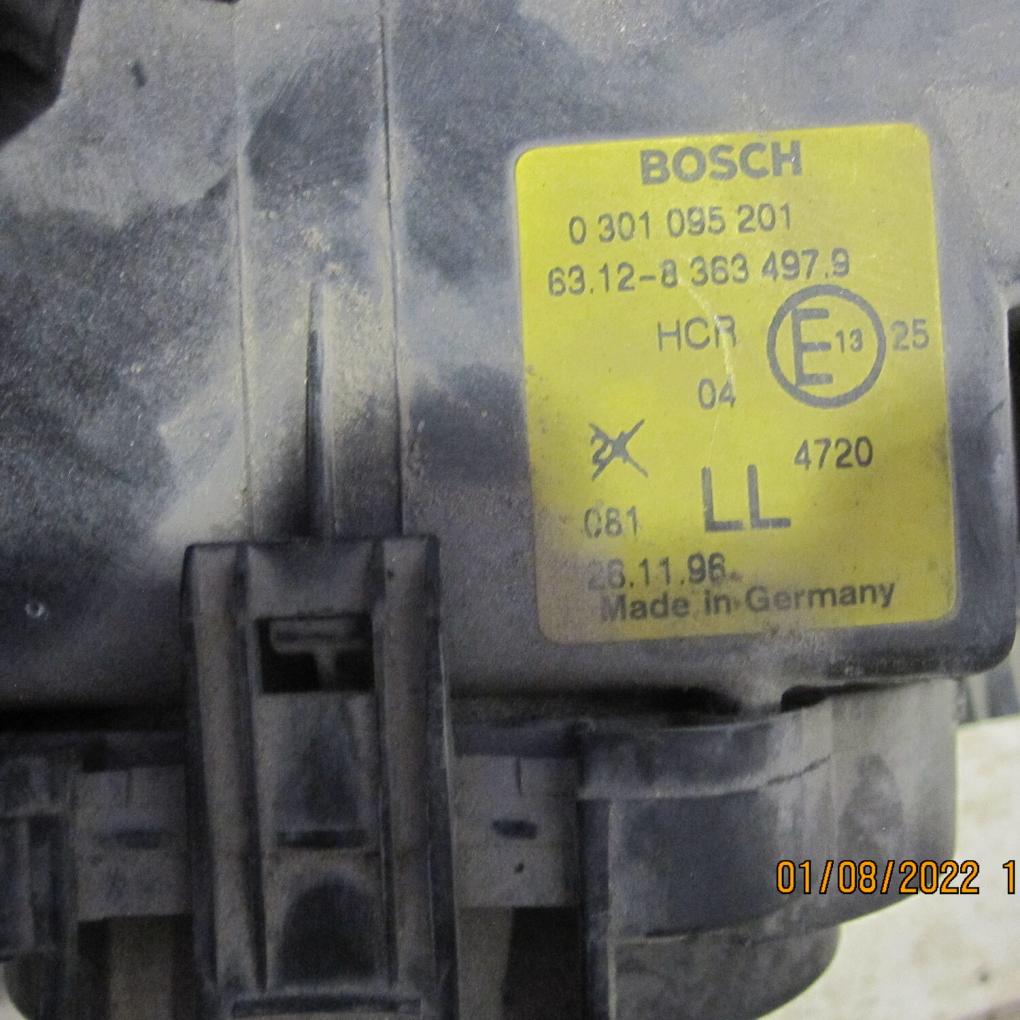 BOSCH
0 301 095 201
63.12-8 363 497.9
HCR E 13 25
04
4720
LL
081
26.11.96
Made in Germany
01/08/2022 1